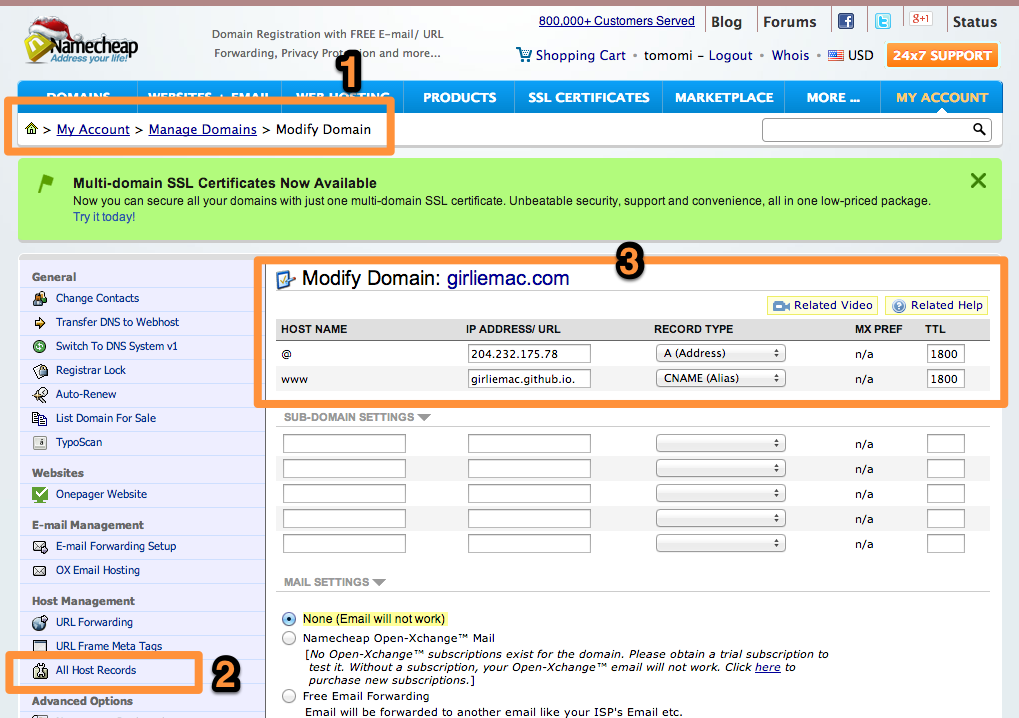 800,000+ Customers Served
Blog
Forums
g+1
Status
Namecheap
Address your life!
Domain Registration with FREE E-mail/ URL
Forwarding, Privacy Protection and more...
Shopping Cart • tomomi - Logout • Whois • USD
24x7 SUPPORT
1
DOMAINS
WEBSITES + EMAIL
WEB HOSTING
PRODUCTS
SSL CERTIFICATES
MARKETPLACE
MORE ...
MY ACCOUNT
> My Account > Manage Domains > Modify Domain
Multi-domain SSL Certificates Now Available
Now you can secure all your domains with just one multi-domain SSL certificate. Unbeatable security, support and convenience, all in one low-priced package.
Try it today!
General
Change Contacts
Transfer DNS to Webhost
Switch To DNS System v1
Registrar Lock
Auto-Renew
List Domain For Sale
TypoScan
Websites
Onepager Website
E-mail Management
E-mail Forwarding Setup
OX Email Hosting
Host Management
URL Forwarding
URL Frame Meta Tags
All Host Records
2
Advanced Options
3
Modify Domain: girliemac.com
Related Video
Related Help
HOST NAME IP ADDRESS/ URL RECORD TYPE MX PREF TTL
@ 204.232.175.78 A (Address) n/a 1800
www girliemac.github.io. CNAME (Alias) n/a 1800
SUB-DOMAIN SETTINGS
n/a
n/a
n/a
n/a
n/a
MAIL SETTINGS
None (Email will not work)
Namecheap Open-Xchange™ Mail
[No Open-Xchange™ subscriptions exist for the domain. Please obtain a trial subscription to
test it. Without a subscription, your Open-Xchange™ email will not work. Click here to
purchase new subscriptions.]
Free Email Forwarding
Email will be forwarded to another email like your ISP's Email etc.